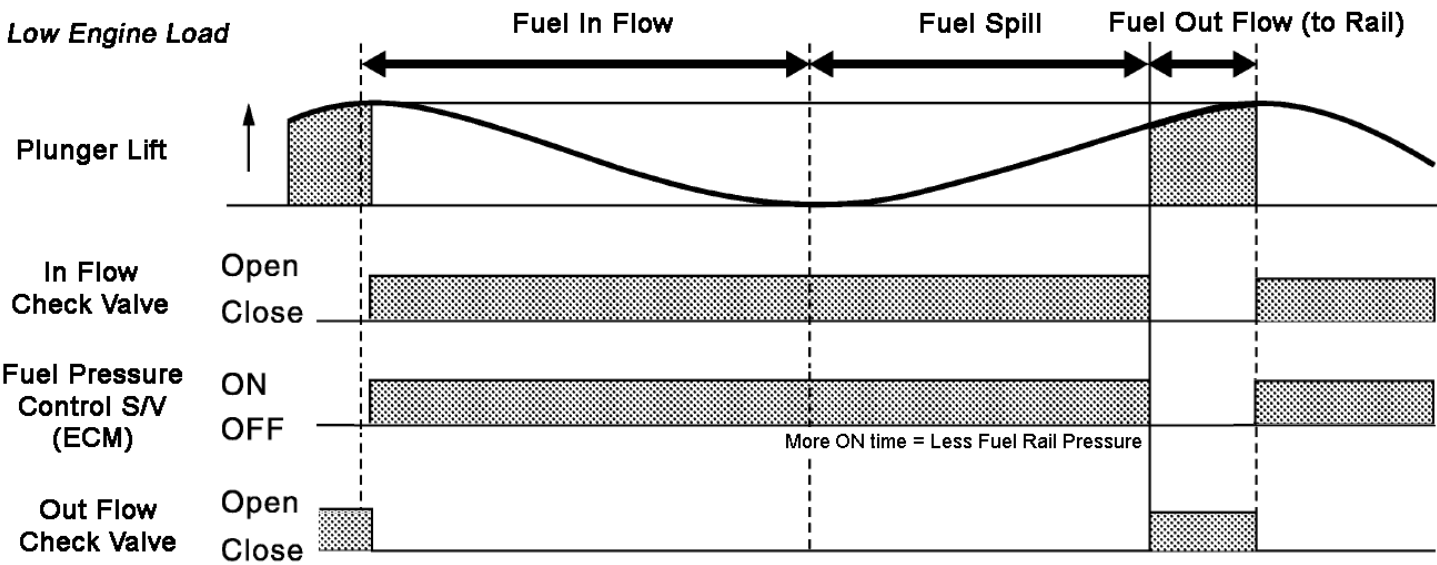 Low Engine Load
Fuel In Flow
Fuel Spill
Fuel Out Flow (to Rail)
Plunger Lift
In Flow
Check Valve
Open
Close
Fuel Pressure
Control S/V
(ECM)
ON
OFF
More ON time = Less Fuel Rail Pressure
Out Flow
Check Valve
Open
Close